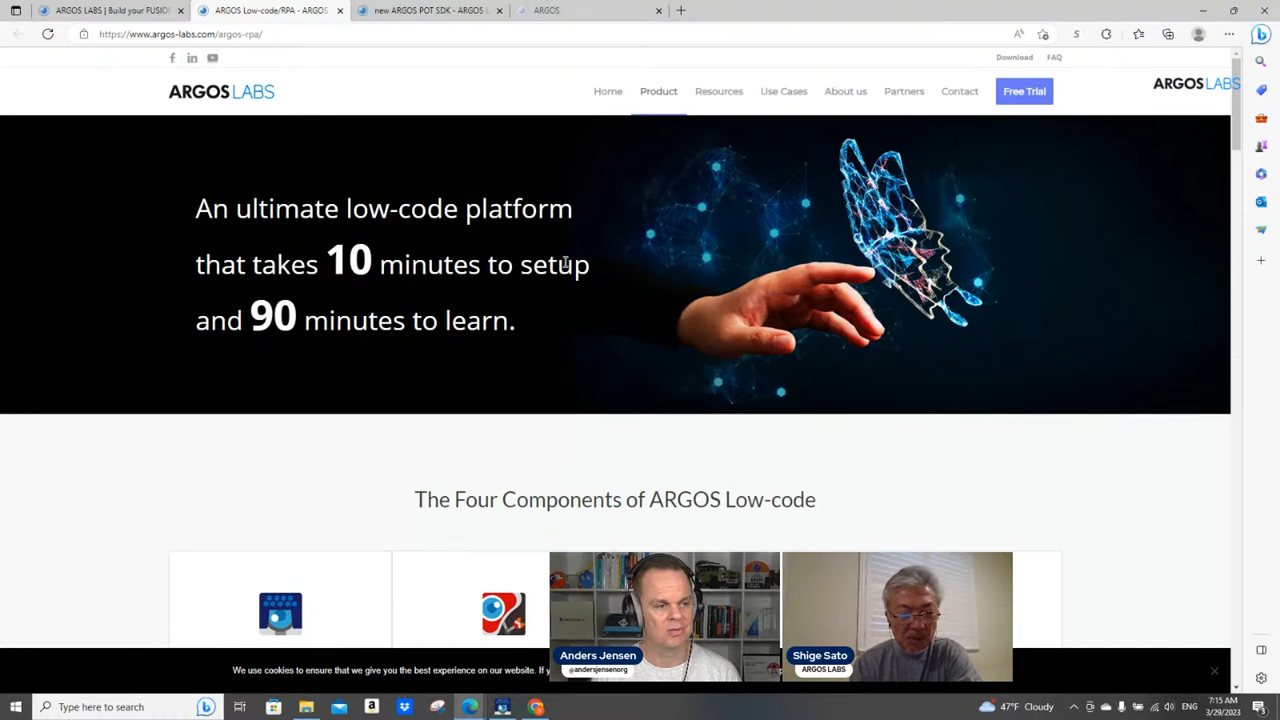 ARGOS LABS | Build your FUSION
ARGOS Low-code/RPA - ARGOS
new ARGOS POT SDK - ARGOS L
ARGOS
https://www.argos-labs.com/argos-rpa/
Download FAQ
ARGOS LABS
Home Product Resources Use Cases About us Partners Contact Free Trial
ARGOS LABS
An ultimate low-code platform
that takes 10 minutes to setup
and 90 minutes to learn.
The Four Components of ARGOS Low-code
We use cookies to ensure that we give you the best experience on our website. If y
Anders Jensen
@andersjensenorg
Shige Sato
ARGOS LABS
Type here to search
47°F Cloudy
ENG
7:15 AM
3/29/2023